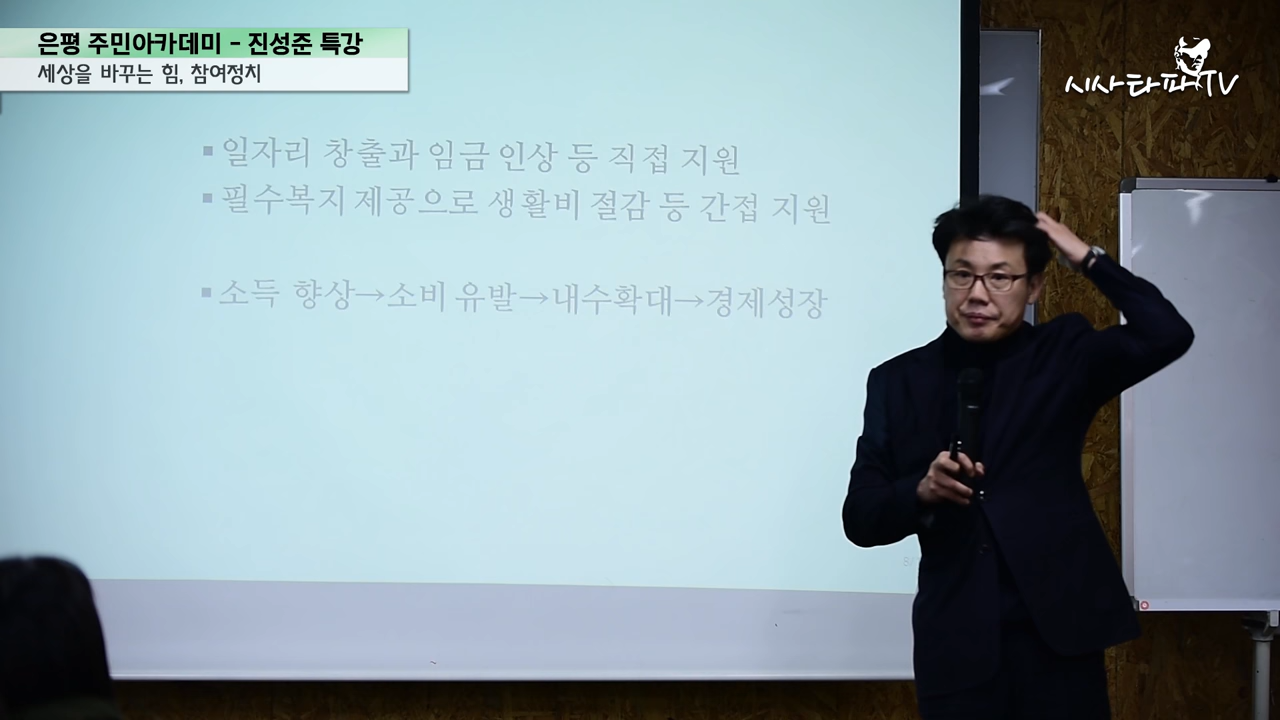 은평 주민아카데미 - 진성준 특강
세상을 바꾸는 힘, 참여정치
시사타파TV
▪ 일자리 창출과 임금 인상 등 직접 지원
▪ 필수복지 제공으로 생활비 절감 등 간접 지원
▪ 소득 향상→소비 유발→내수확대→경제성장